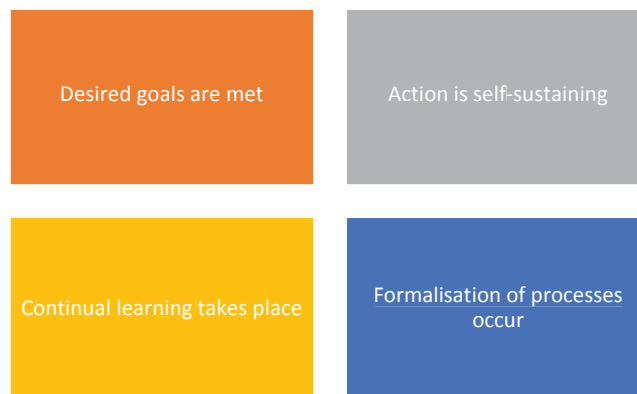 Desired goals are met
Action is self-sustaining
Continual learning takes place
Formalisation of processes
occur